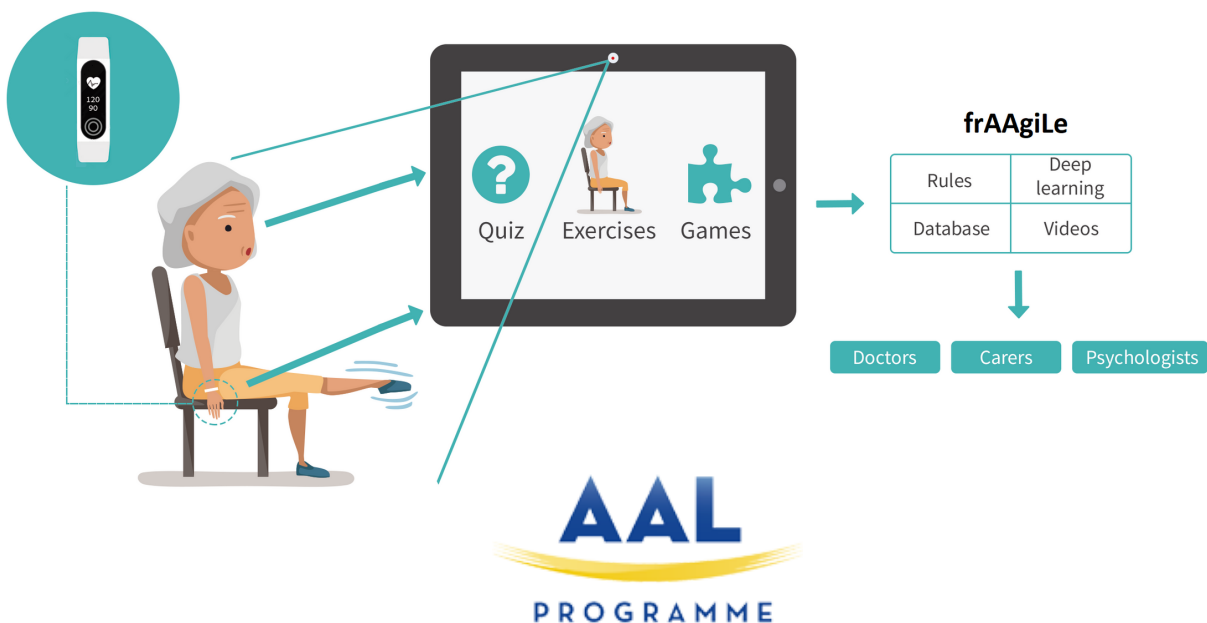 120
90
Quiz
Exercises
Games
frAAgiLe
Rules
Deep
learning
Database
Videos
Doctors
Carers
Psychologists
?
AAL
PROGRAMME